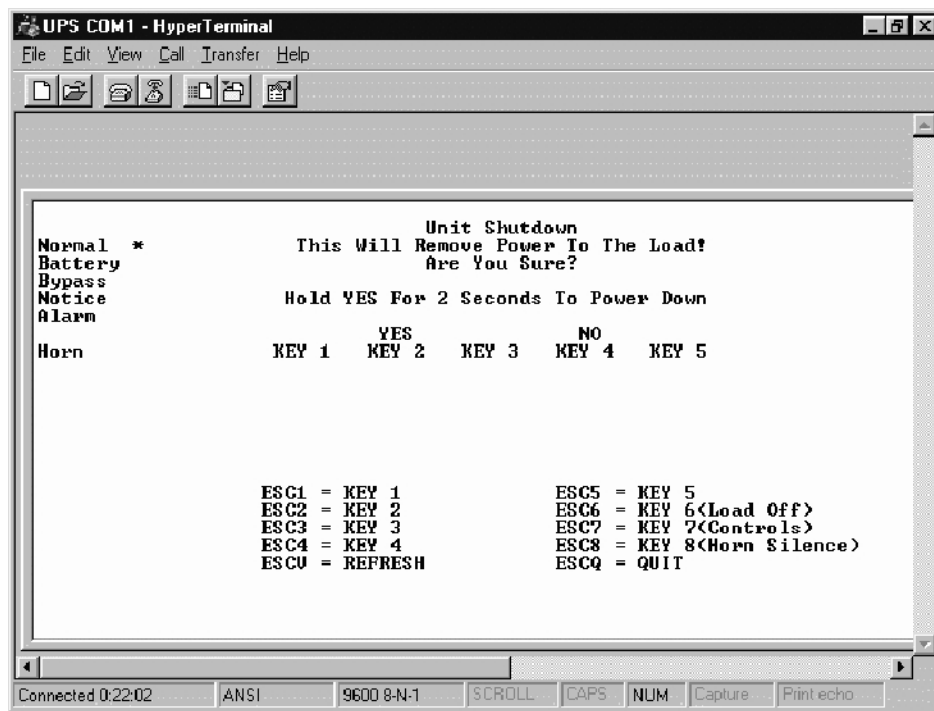 UPS COM1 - HyperTerminal
File Edit View Call Transfer Help
Unit Shutdown
Normal * This Will Remove Power To The Load!
Battery Are You Sure?
Bypass
Notice Hold YES For 2 Seconds To Power Down
Alarm
YES NO
Horn KEY 1 KEY 2 KEY 3 KEY 4 KEY 5
ESC1 = KEY 1 ESC5 = KEY 5
ESC2 = KEY 2 ESC6 = KEY 6(Load Off)
ESC3 = KEY 3 ESC7 = KEY 7(Controls)
ESC4 = KEY 4 ESC8 = KEY 8(Horn Silence)
ESCV = REFRESH ESCQ = QUIT
Connected 0:22:02 ANSI 9600 8-N-1 SCROLL CAPS NUM Capture Print echo